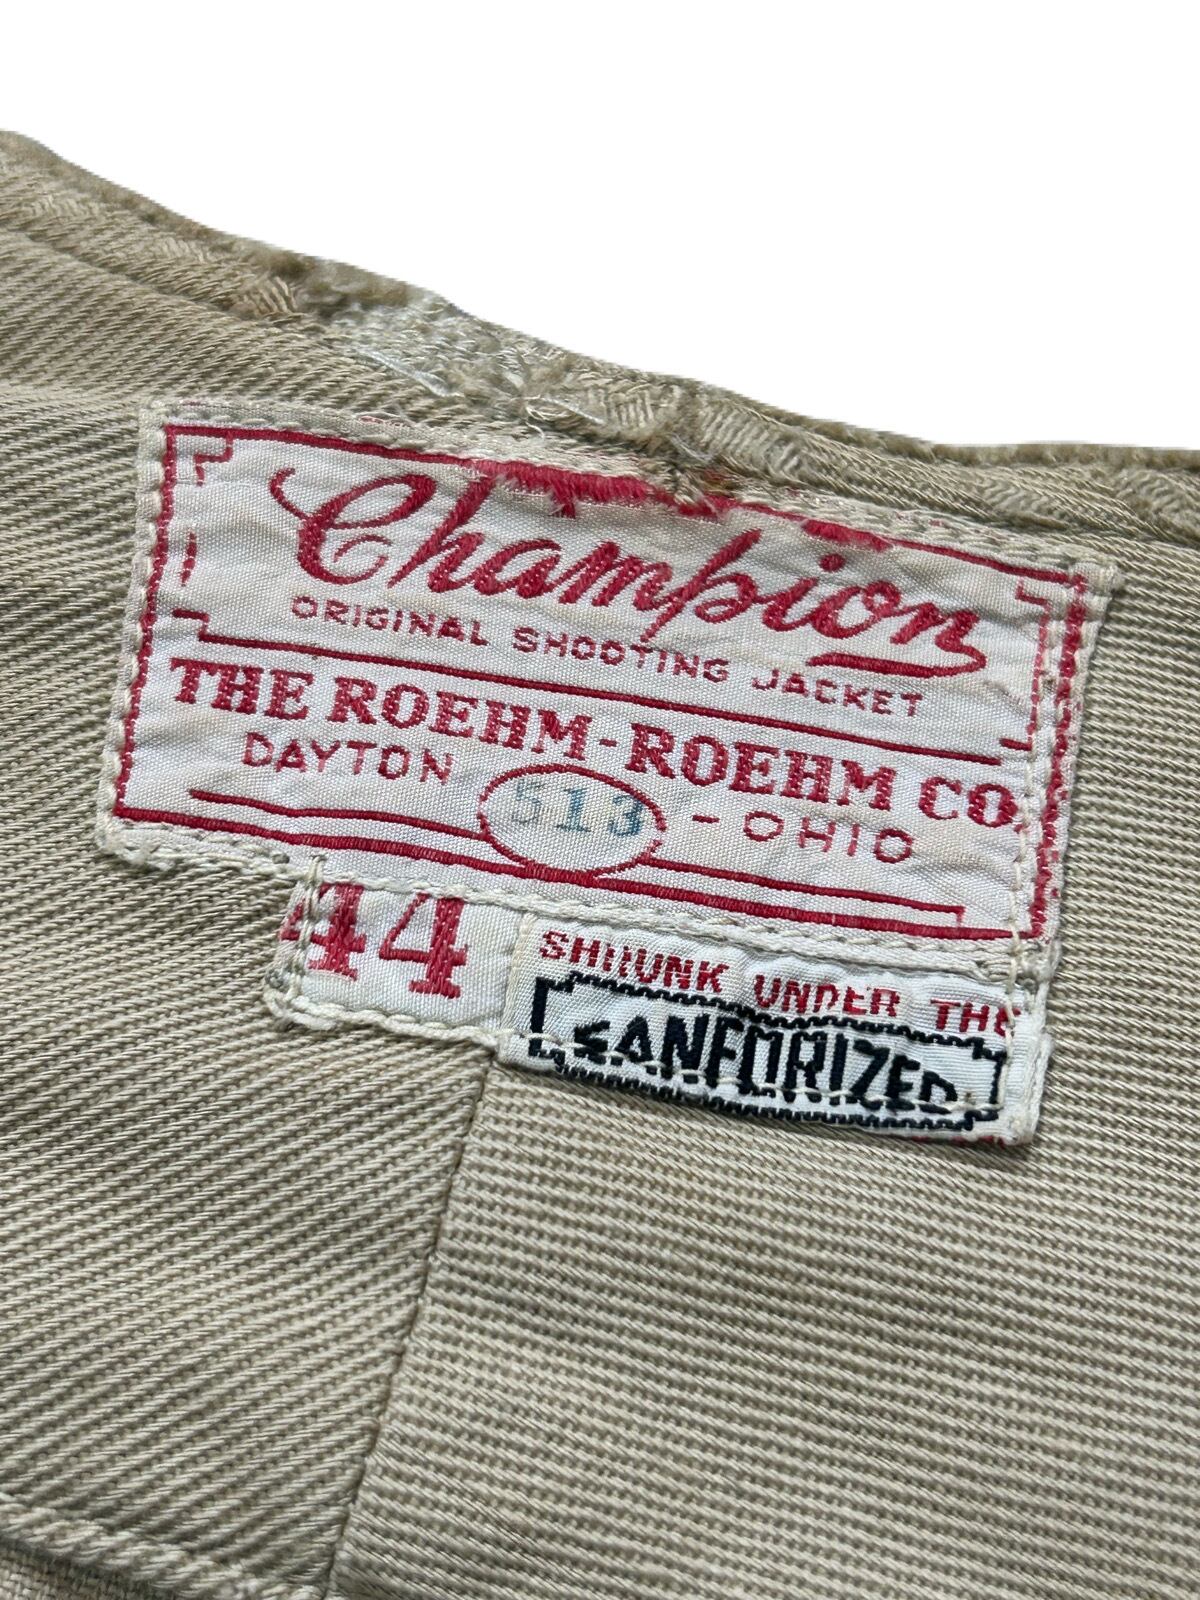 Champion
ORIGINAL SHOOTING JACKET
THE ROEHM-ROEHM CO.
DAYTON 513 - OHIO
44
SHRUNK UNDER THE
SANFORIZED